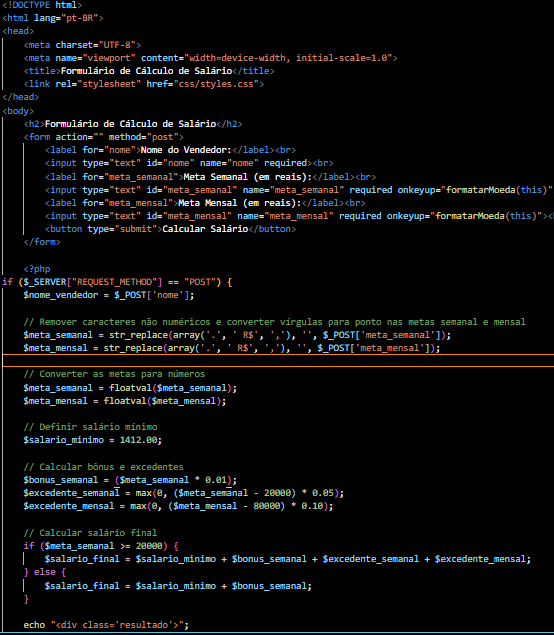 <!DOCTYPE html>
<html lang="pt-BR">
<head>
    <meta charset="UTF-8">
    <meta name="viewport" content="width=device-width, initial-scale=1.0">
    <title>Formulário de Cálculo de Salário</title>
    <link rel="stylesheet" href="css/styles.css">
</head>
<body>
    <h2>Formulário de Cálculo de Salário</h2>
    <form action="" method="post">
        <label for="nome">Nome do Vendedor:</label><br>
        <input type="text" id="nome" name="nome" required><br>
        <label for="meta_semanal">Meta Semanal (em reais):</label><br>
        <input type="text" id="meta_semanal" name="meta_semanal" required onkeyup="formatarMoeda(this)"
        <label for="meta_mensal">Meta Mensal (em reais):</label><br>
        <input type="text" id="meta_mensal" name="meta_mensal" required onkeyup="formatarMoeda(this)"><b
        <button type="submit">Calcular Salário</button>
    </form>

    <?php
if ($_SERVER["REQUEST_METHOD"] == "POST") {
    $nome_vendedor = $_POST['nome'];

    // Remover caracteres não numéricos e converter vírgulas para ponto nas metas semanal e mensal
    $meta_semanal = str_replace(array('.', ' R$', ','), '', $_POST['meta_semanal']);
    $meta_mensal = str_replace(array('.', ' R$', ','), '', $_POST['meta_mensal']);

    // Converter as metas para números
    $meta_semanal = floatval($meta_semanal);
    $meta_mensal = floatval($meta_mensal);

    // Definir salário mínimo
    $salario_minimo = 1412.00;

    // Calcular bônus e excedentes
    $bonus_semanal = ($meta_semanal * 0.01);
    $excedente_semanal = max(0, ($meta_semanal - 20000) * 0.05);
    $excedente_mensal = max(0, ($meta_mensal - 80000) * 0.10);

    // Calcular salário final
    if ($meta_semanal >= 20000) {
        $salario_final = $salario_minimo + $bonus_semanal + $excedente_semanal + $excedente_mensal;
    } else {
        $salario_final = $salario_minimo + $bonus_semanal;
    }

    echo "<div class='resultado'>";